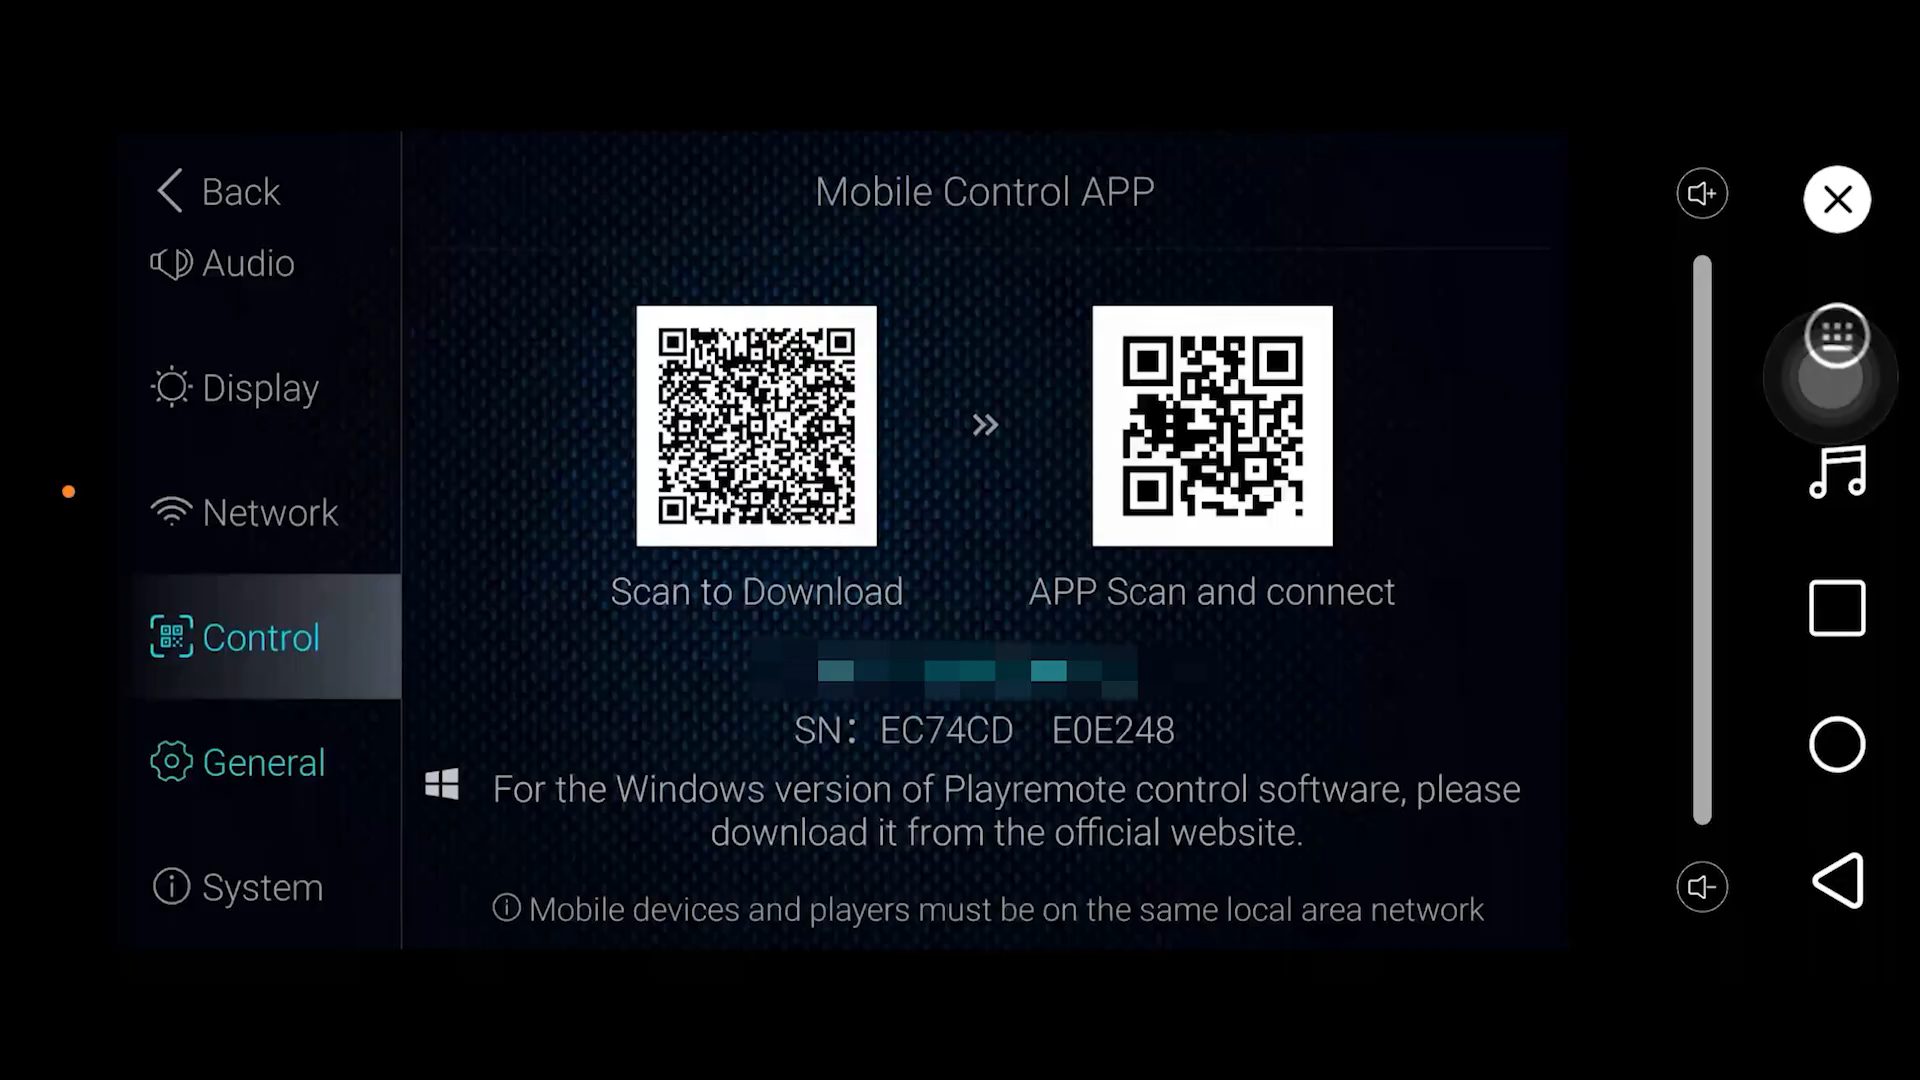 Back
Audio
Display
Network
Control
General
System
Mobile Control APP
Scan to Download
APP Scan and connect
SN: EC74CD E0E248
For the Windows version of Playremote control software, please
download it from the official website.
Mobile devices and players must be on the same local area network